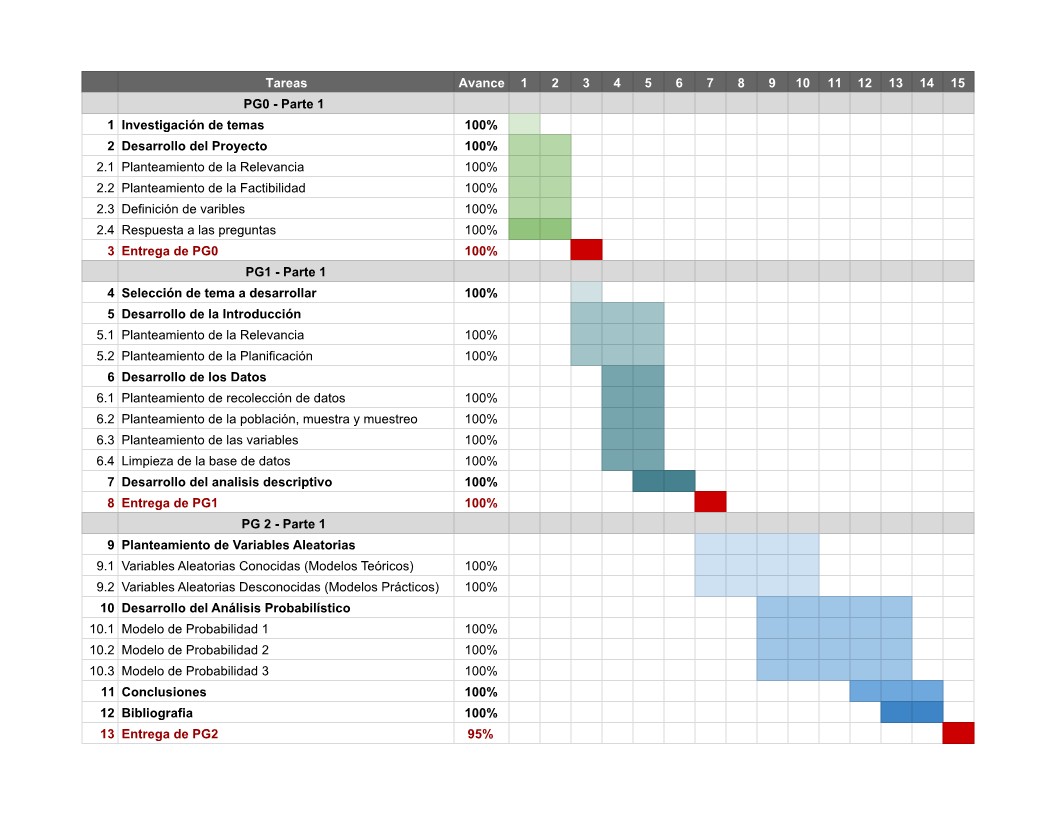 Tareas Avance 1 2 3 4 5 6 7 8 9 10 11 12 13 14 15
PG0 - Parte 1
1 Investigación de temas 100%
2 Desarrollo del Proyecto 100%
2.1 Planteamiento de la Relevancia 100%
2.2 Planteamiento de la Factibilidad 100%
2.3 Definición de varibles 100%
2.4 Respuesta a las preguntas 100%
3 Entrega de PG0 100%
PG1 - Parte 1
4 Selección de tema a desarrollar 100%
5 Desarrollo de la Introducción
5.1 Planteamiento de la Relevancia 100%
5.2 Planteamiento de la Planificación 100%
6 Desarrollo de los Datos
6.1 Planteamiento de recolección de datos 100%
6.2 Planteamiento de la población, muestra y muestreo 100%
6.3 Planteamiento de las variables 100%
6.4 Limpieza de la base de datos 100%
7 Desarrollo del analisis descriptivo 100%
8 Entrega de PG1 100%
PG 2 - Parte 1
9 Planteamiento de Variables Aleatorias
9.1 Variables Aleatorias Conocidas (Modelos Teóricos) 100%
9.2 Variables Aleatorias Desconocidas (Modelos Prácticos) 100%
10 Desarrollo del Análisis Probabilístico
10.1 Modelo de Probabilidad 1 100%
10.2 Modelo de Probabilidad 2 100%
10.3 Modelo de Probabilidad 3 100%
11 Conclusiones 100%
12 Bibliografia 100%
13 Entrega de PG2 95%